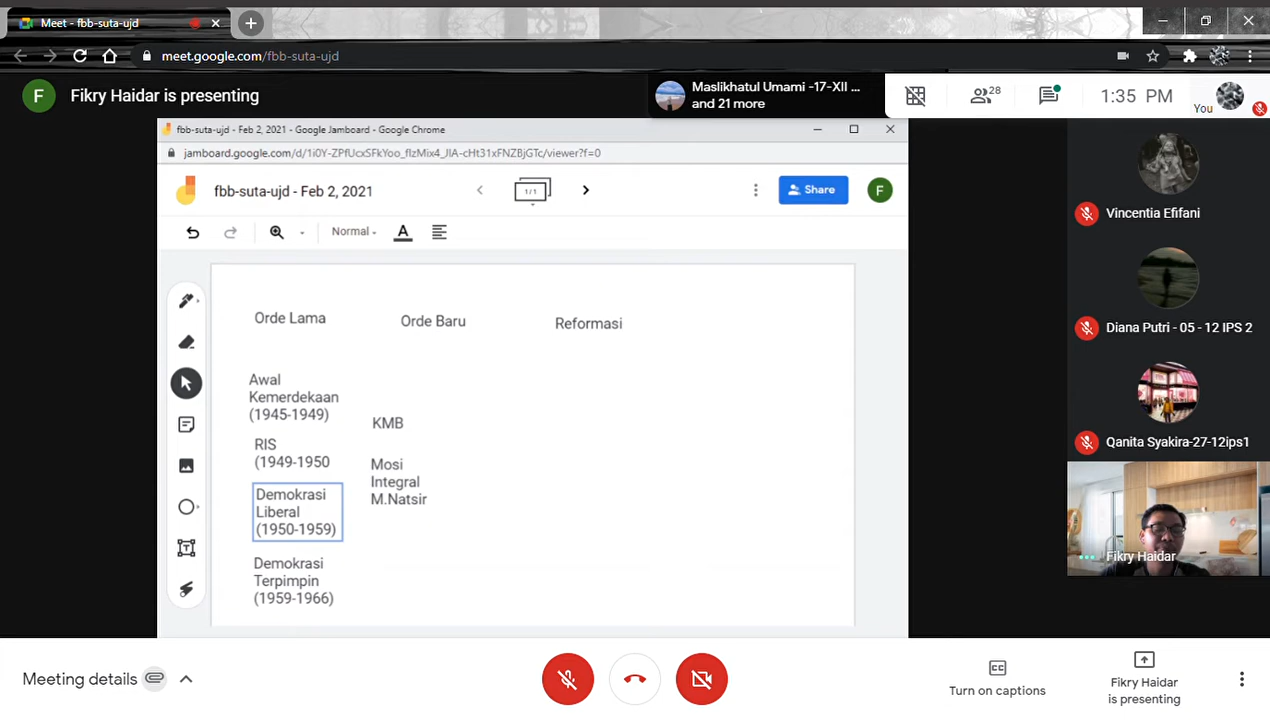 Meet - fbb-suta-ujd
meet.google.com/fbb-suta-ujd
F
Fikry Haidar is presenting
Maslikhatul Umami -17-XII ...
and 21 more
28
1:35 PM
You
fbb-suta-ujd - Feb 2, 2021 - Google Jamboard - Google Chrome
jamboard.google.com/d/1i0Y-ZPfUcxSFkYoo_fIzMix4_JIA-cHt31xFNZBjGTc/viewer?f=0
fbb-suta-ujd - Feb 2, 2021
1/1
Share
F
Normal
A
Orde Lama
Orde Baru
Reformasi
Awal
Kemerdekaan
(1945-1949)
KMB
RIS
(1949-1950
Mosi
Integral
M.Natsir
Demokrasi
Liberal
(1950-1959)
Demokrasi
Terpimpin
(1959-1966)
Vincentia Efifani
Diana Putri - 05 - 12 IPS 2
Qanita Syakira-27-12ips1
Fikry Haidar
Meeting details
Turn on captions
Fikry Haidar
is presenting